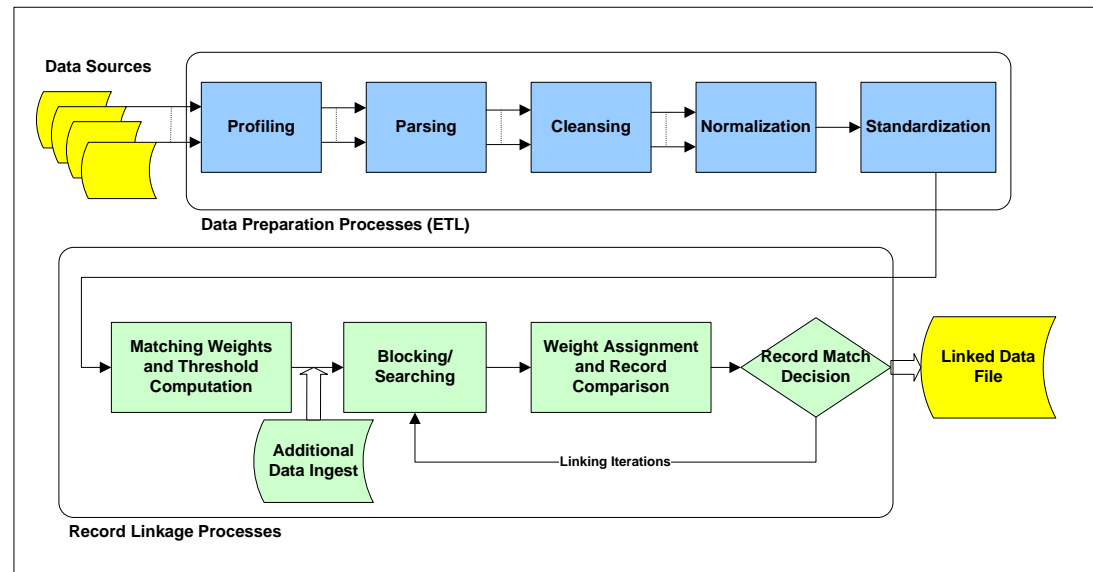 Data Sources
Profiling
Parsing
Cleansing
Normalization
Standardization
Data Preparation Processes (ETL)
Matching Weights
and Threshold
Computation
Blocking/
Searching
Weight Assignment
and Record
Comparison
Record Match
Decision
Linked Data
File
Additional
Data Ingest
Linking Iterations
Record Linkage Processes